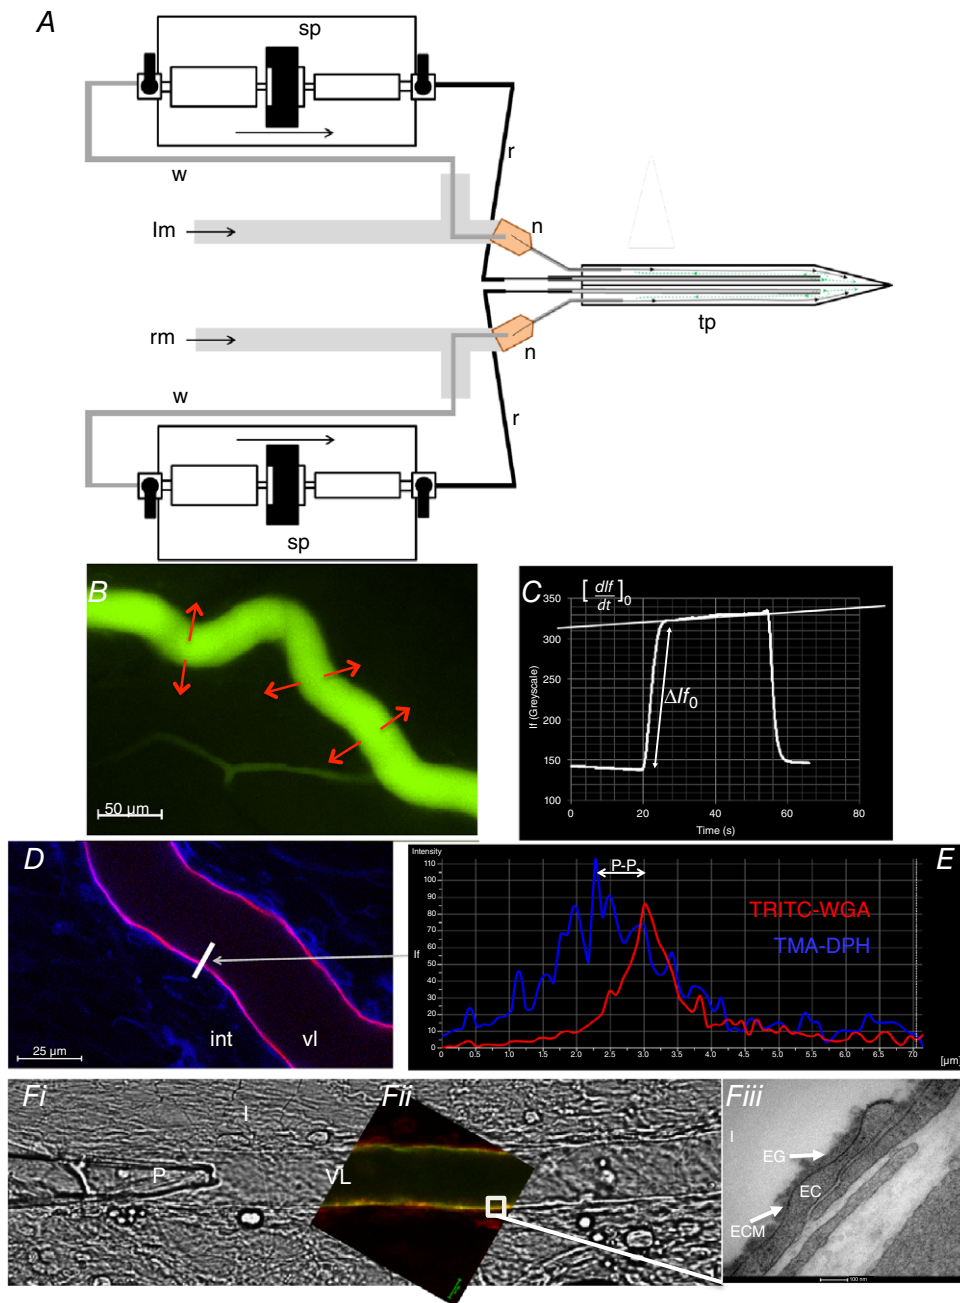 A
sp
w
r
lm
n
rm
n
tp
w
r
sp
B
50 µm
C
[dIf/dt]0
ΔIf0
If (Greyscale)
350
300
250
200
150
100
0
20
40
60
80
Time (s)
D
int
vl
25 µm
E
Intensity
If
P-P
TRITC-WGA
TMA-DPH
110
100
90
80
70
60
50
40
30
20
10
0
0 0.5 1.0 1.5 2.0 2.5 3.0 3.5 4.0 4.5 5.0 5.5 6.0 6.5 7.0
[µm]
Fi
I
P
VL
Fii
Fiii
I
EG
EC
ECM
100 nm